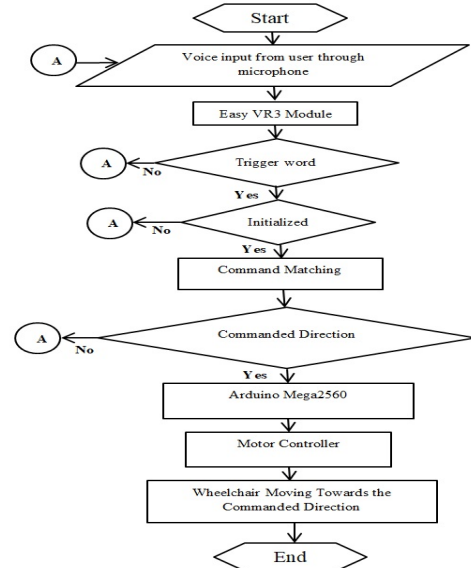 Start
A
Voice input from user through
microphone
Easy VR3 Module
Trigger word
A
No
Yes
Initialized
A
No
Yes
Command Matching
Commanded Direction
A
No
Yes
Arduino Mega2560
Motor Controller
Wheelchair Moving Towards the
Commanded Direction
End